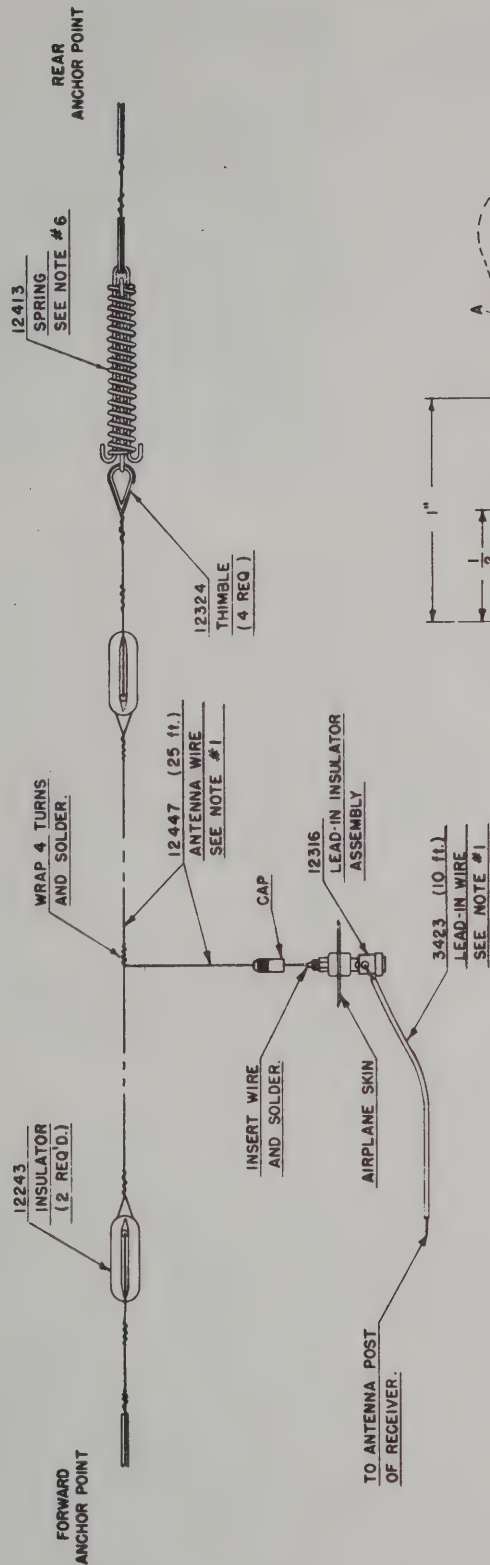 FORWARD
ANCHOR POINT
12243
INSULATOR
(2 REQ'D.)
WRAP 4 TURNS
AND SOLDER.
12447 (25 ft.)
ANTENNA WIRE
SEE NOTE #1
12413
SPRING
SEE NOTE #6
REAR
ANCHOR POINT
12324
THIMBLE
(4 REQ)
CAP
INSERT WIRE
AND SOLDER.
AIRPLANE SKIN
12316
LEAD-IN INSULATOR
ASSEMBLY
3423 (10 ft.)
LEAD-IN WIRE
SEE NOTE #1
TO ANTENNA POST
OF RECEIVER.
1"
A